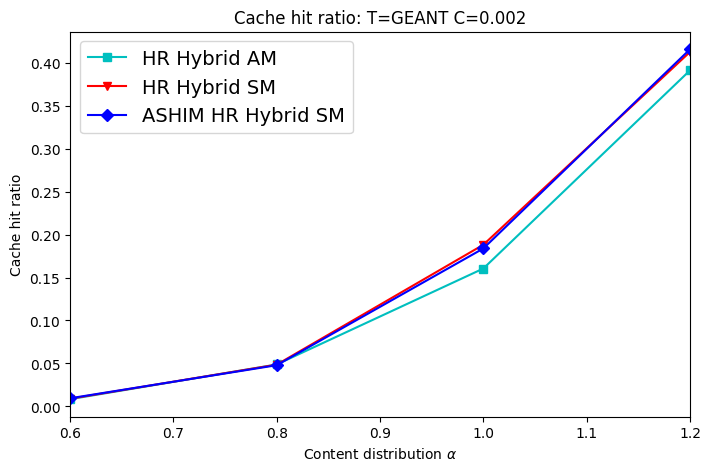 Cache hit ratio: T=GEANT C=0.002
HR Hybrid AM
HR Hybrid SM
ASHIM HR Hybrid SM
Cache hit ratio
0.40
0.35
0.30
0.25
0.20
0.15
0.10
0.05
0.00
0.6 0.7 0.8 0.9 1.0 1.1 1.2
Content distribution α